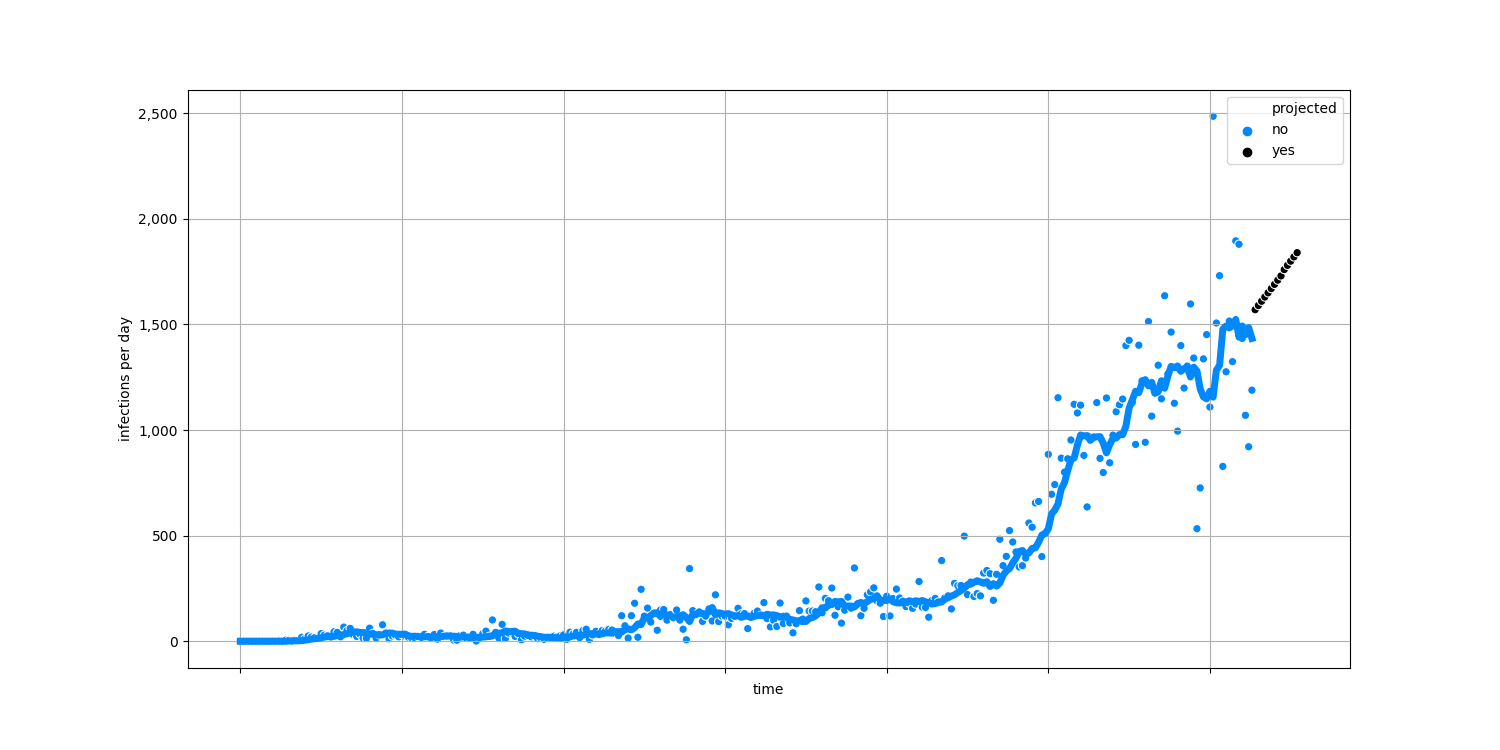 projected
no
yes
2,500
2,000
1,500
1,000
500
0
infections per day
time